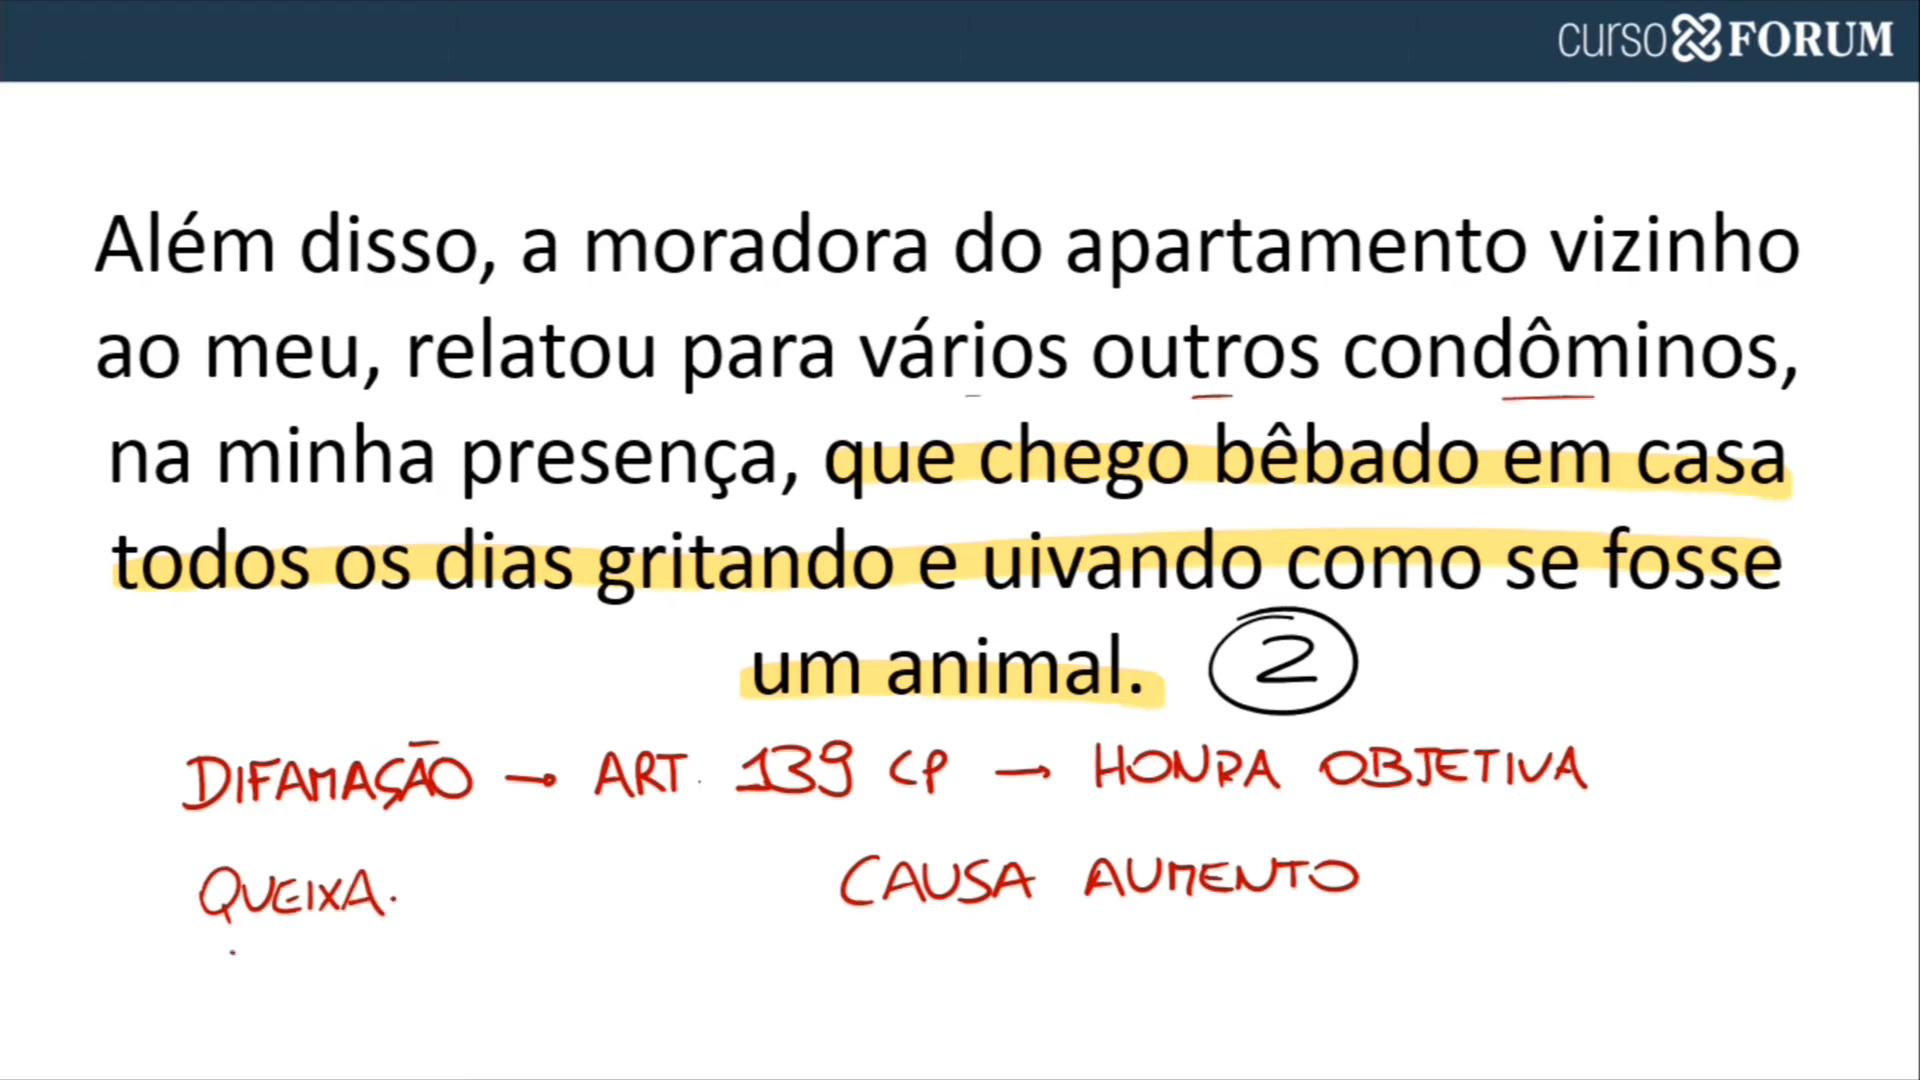 curso FORUM
Além disso, a moradora do apartamento vizinho
ao meu, relatou para vários outros condôminos,
na minha presença, que chego bêbado em casa
todos os dias gritando e uivando como se fosse
um animal. 2
DIFAMAÇÃO → ART. 139 CP → HONRA OBJETIVA
QUEIXA. CAUSA AUMENTO